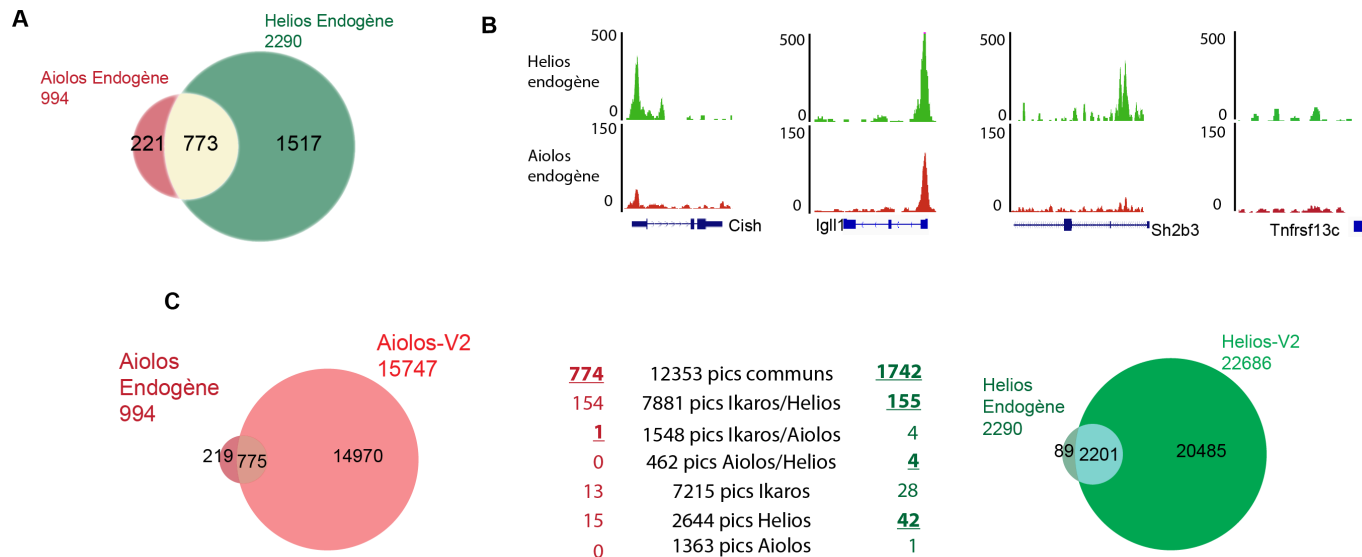 A
Helios Endogène
2290
Aiolos Endogène
994
221
773
1517
B
Helios
endogène
500
0
500
0
500
0
500
0
Aiolos
endogène
150
0
150
0
150
0
150
0
Cish
Igll1
Sh2b3
Tnfrsf13c
C
Aiolos
Endogène
994
Aiolos-V2
15747
219
775
14970
774 12353 pics communs 1742
154 7881 pics Ikaros/Helios 155
1 1548 pics Ikaros/Aiolos 4
0 462 pics Aiolos/Helios 4
13 7215 pics Ikaros 28
15 2644 pics Helios 42
0 1363 pics Aiolos 1
Helios-V2
22686
Helios
Endogène
2290
89
2201
20485